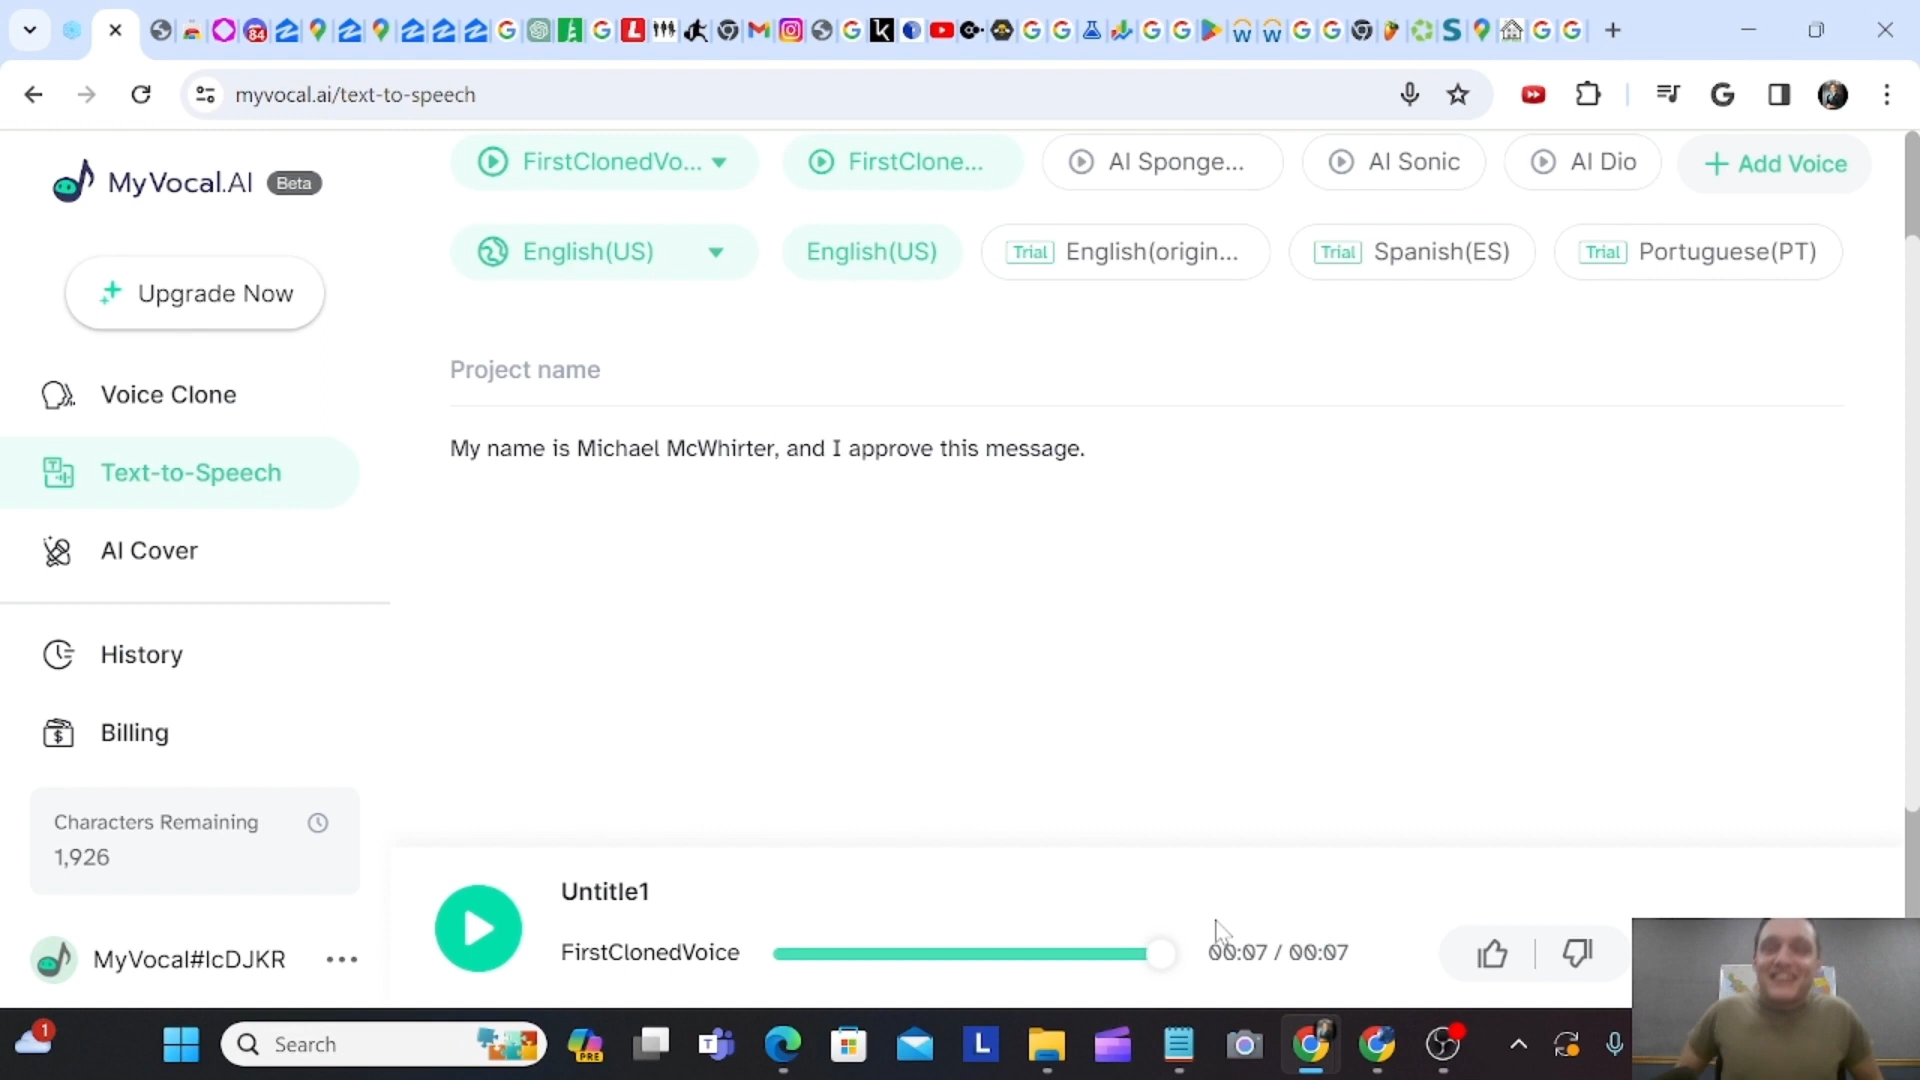 84
myvocal.ai/text-to-speech
MyVocal.AI Beta
Upgrade Now
Voice Clone
Text-to-Speech
AI Cover
History
Billing
Characters Remaining
1,926
MyVocal#IcDJKR
FirstClonedVo... FirstClone... AI Sponge... AI Sonic AI Dio + Add Voice
English(US) English(US) Trial English(origin... Trial Spanish(ES) Trial Portuguese(PT)
Project name
My name is Michael McWhirter, and I approve this message.
Untitle1
FirstClonedVoice 00:07 / 00:07
1 Search PRE T L